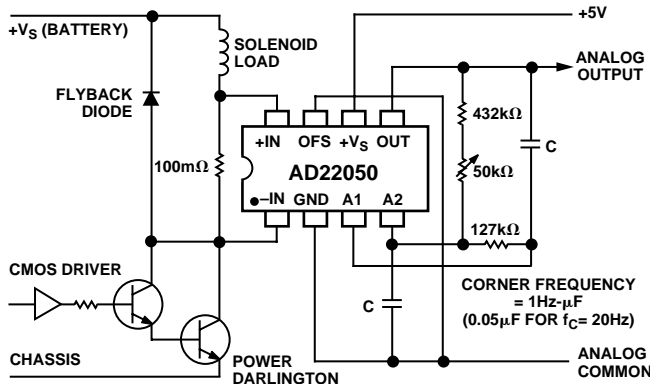 +VS (BATTERY)
SOLENOID
LOAD
+5V
ANALOG
OUTPUT
FLYBACK
DIODE
100mΩ
+IN OFS +VS OUT
AD22050
–IN GND A1 A2
432kΩ
50kΩ
C
127kΩ
CMOS DRIVER
C
CORNER FREQUENCY
= 1Hz-μF
(0.05μF FOR fC= 20Hz)
CHASSIS
POWER
DARLINGTON
ANALOG
COMMON